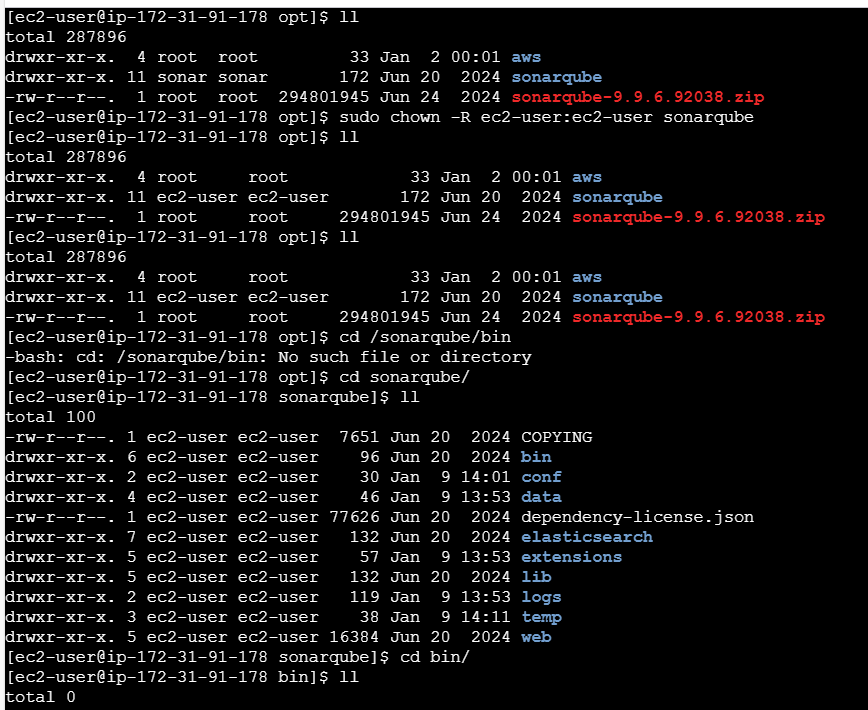 [ec2-user@ip-172-31-91-178 opt]$ ll
total 287896
drwxr-xr-x.  4 root  root         33 Jan  2 00:01 aws
drwxr-xr-x. 11 sonar sonar       172 Jun 20  2024 sonarqube
-rw-r--r--.  1 root  root  294801945 Jun 24  2024 sonarqube-9.9.6.92038.zip
[ec2-user@ip-172-31-91-178 opt]$ sudo chown -R ec2-user:ec2-user sonarqube
[ec2-user@ip-172-31-91-178 opt]$ ll
total 287896
drwxr-xr-x.  4 root     root            33 Jan  2 00:01 aws
drwxr-xr-x. 11 ec2-user ec2-user       172 Jun 20  2024 sonarqube
-rw-r--r--.  1 root     root     294801945 Jun 24  2024 sonarqube-9.9.6.92038.zip
[ec2-user@ip-172-31-91-178 opt]$ ll
total 287896
drwxr-xr-x.  4 root     root            33 Jan  2 00:01 aws
drwxr-xr-x. 11 ec2-user ec2-user       172 Jun 20  2024 sonarqube
-rw-r--r--.  1 root     root     294801945 Jun 24  2024 sonarqube-9.9.6.92038.zip
[ec2-user@ip-172-31-91-178 opt]$ cd /sonarqube/bin
-bash: cd: /sonarqube/bin: No such file or directory
[ec2-user@ip-172-31-91-178 opt]$ cd sonarqube/
[ec2-user@ip-172-31-91-178 sonarqube]$ ll
total 100
-rw-r--r--. 1 ec2-user ec2-user  7651 Jun 20  2024 COPYING
drwxr-xr-x. 6 ec2-user ec2-user    96 Jun 20  2024 bin
drwxr-xr-x. 2 ec2-user ec2-user    30 Jan  9 14:01 conf
drwxr-xr-x. 4 ec2-user ec2-user    46 Jan  9 13:53 data
-rw-r--r--. 1 ec2-user ec2-user 77626 Jun 20  2024 dependency-license.json
drwxr-xr-x. 7 ec2-user ec2-user   132 Jun 20  2024 elasticsearch
drwxr-xr-x. 5 ec2-user ec2-user    57 Jan  9 13:53 extensions
drwxr-xr-x. 5 ec2-user ec2-user   132 Jun 20  2024 lib
drwxr-xr-x. 2 ec2-user ec2-user   119 Jan  9 13:53 logs
drwxr-xr-x. 3 ec2-user ec2-user    38 Jan  9 14:11 temp
drwxr-xr-x. 5 ec2-user ec2-user 16384 Jun 20  2024 web
[ec2-user@ip-172-31-91-178 sonarqube]$ cd bin/
[ec2-user@ip-172-31-91-178 bin]$ ll
total 0